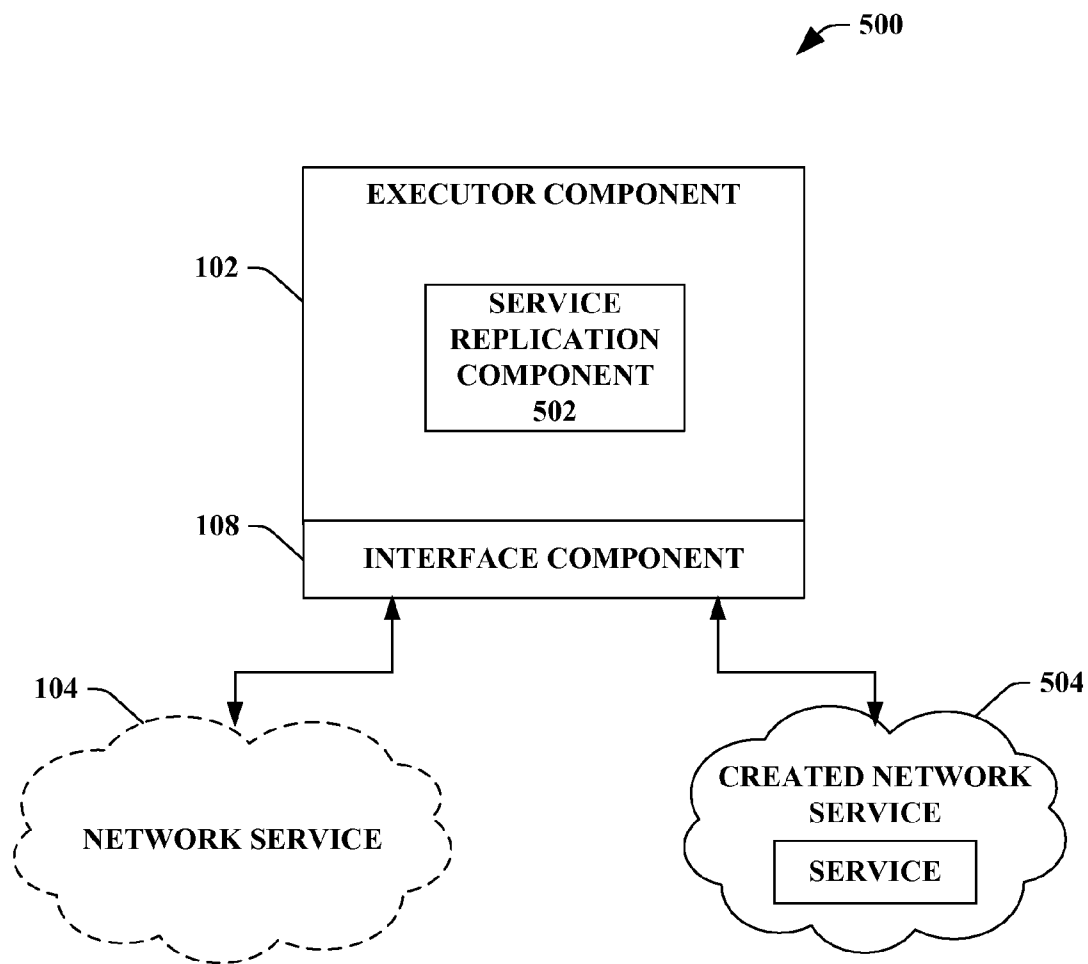 500
EXECUTOR COMPONENT
102
SERVICE
REPLICATION
COMPONENT
502
108
INTERFACE COMPONENT
104
504
NETWORK SERVICE
CREATED NETWORK
SERVICE
SERVICE